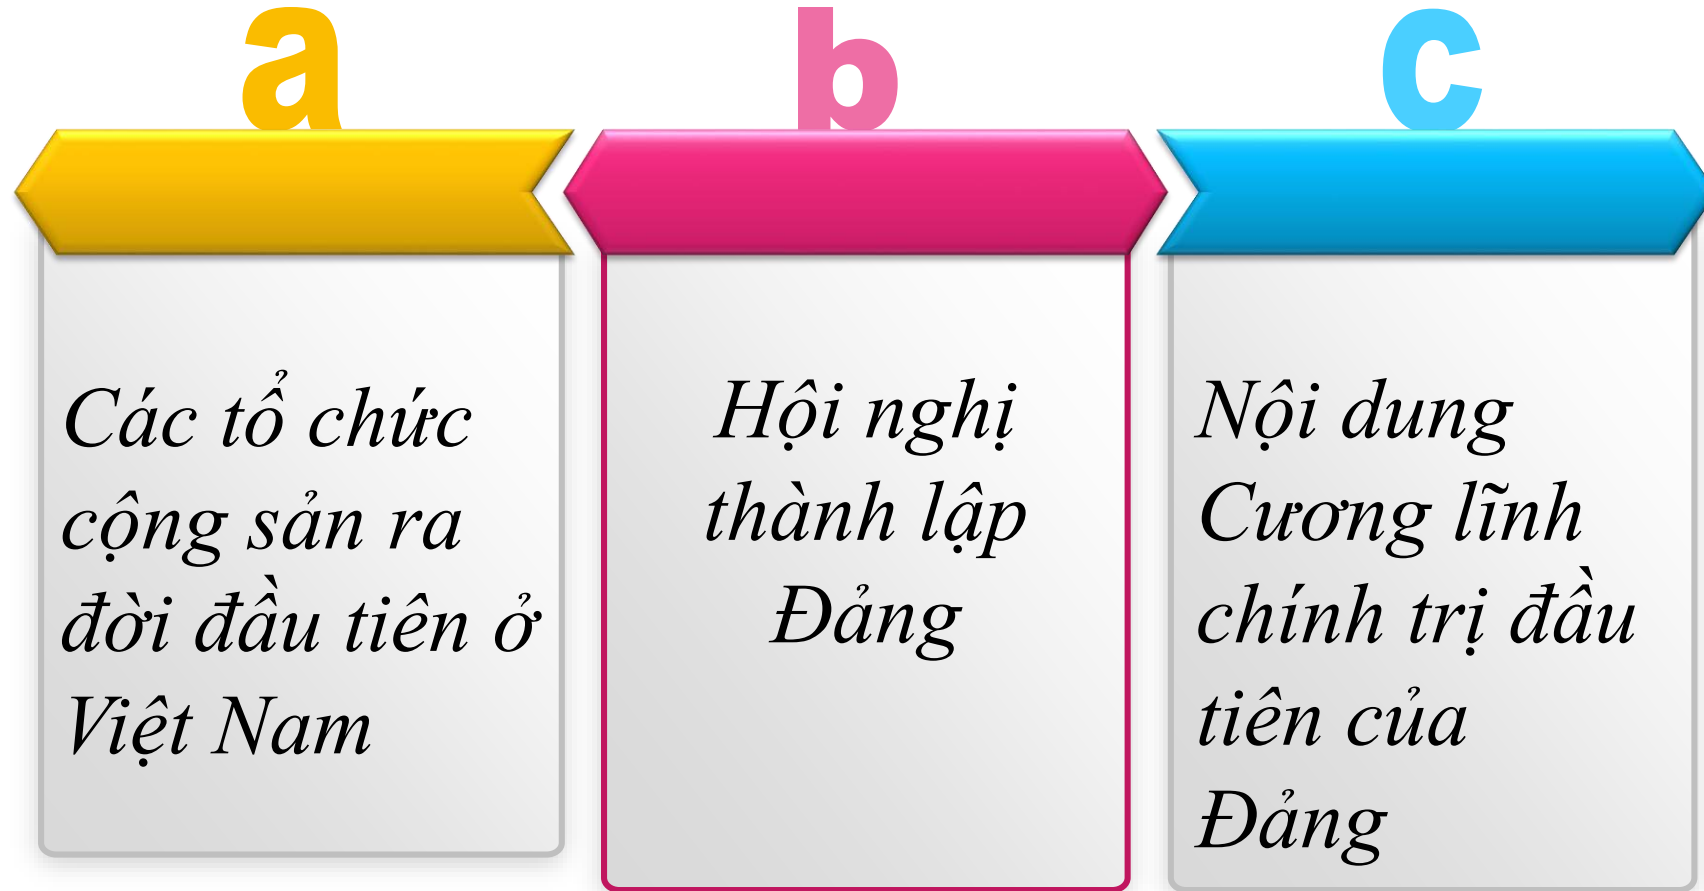 a
Các tổ chức
cộng sản ra
đời đầu tiên ở
Việt Nam
b
Hội nghị
thành lập
Đảng
c
Nội dung
Cương lĩnh
chính trị đầu
tiên của
Đảng